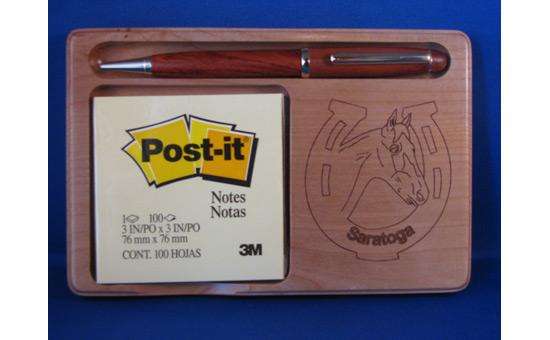 Post-it®
Notes
Notas
1 100
3 IN/PO x 3 IN/PO
76 mm x 76 mm
CONT. 100 HOJAS
3M
Saratoga